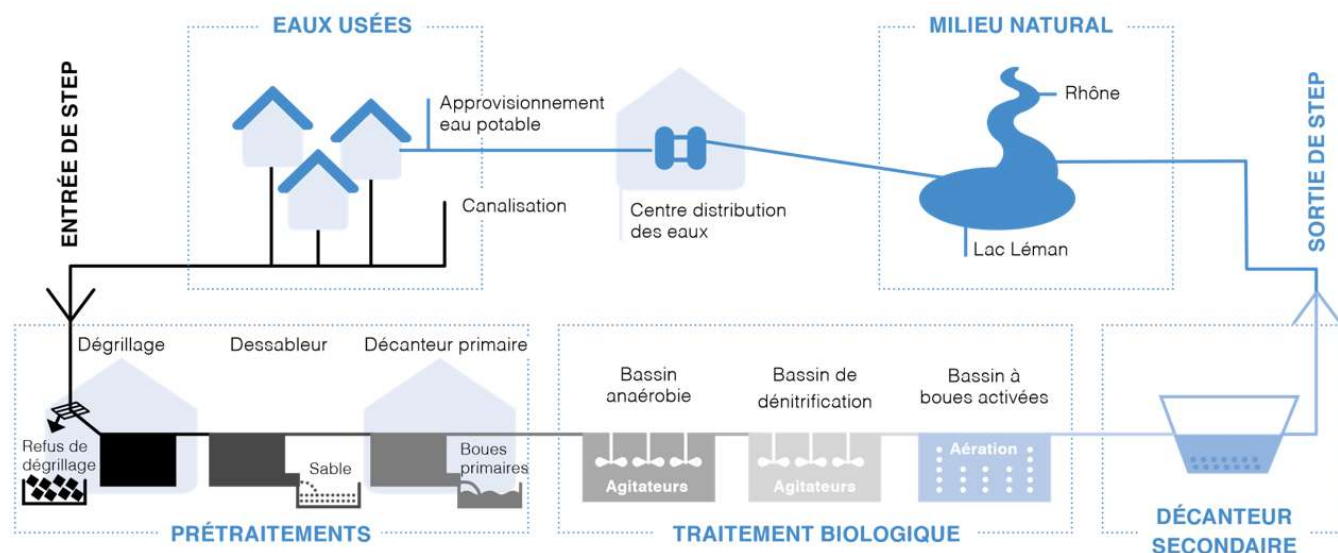 EAUX USÉES
MILIEU NATURAL
ENTRÉE DE STEP
Approvisionnement
eau potable
Rhône
SORTIE DE STEP
Canalisation
Centre distribution
des eaux
Lac Léman
Dégrillage
Dessableur
Décanteur primaire
Bassin
anaérobie
Bassin de
dénitrification
Bassin à
boues activées
Refus de
dégrillage
Sable
Boues
primaires
Agitateurs
Agitateurs
Aération
PRÉTRAITEMENTS
TRAITEMENT BIOLOGIQUE
DÉCANTEUR
SECONDAIRE